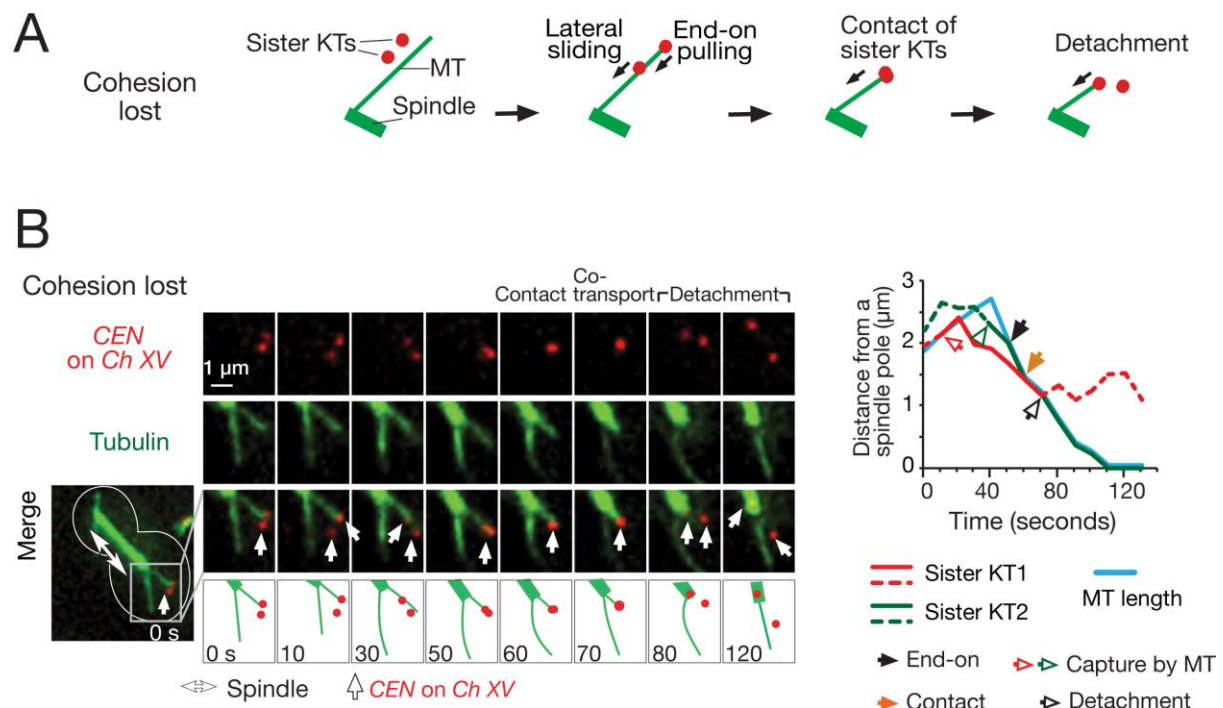 A
Cohesion lost
Sister KTs
MT
Spindle
Lateral sliding
End-on pulling
Contact of sister KTs
Detachment
B
Cohesion lost
Contact
Co-transport
Detachment
CEN on Ch XV
1 μm
Tubulin
Merge
0 s
0 s
10
30
50
60
70
80
120
Spindle
CEN on Ch XV
Distance from a spindle pole (μm)
3
2
1
0
0
40
80
120
Time (seconds)
Sister KT1
MT length
Sister KT2
End-on
Capture by MT
Contact
Detachment